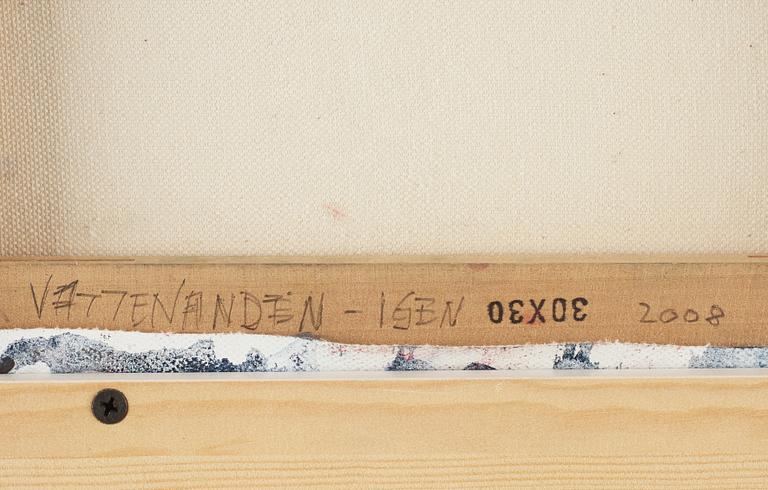 VATTENANDEN - IGEN 30X30 2008